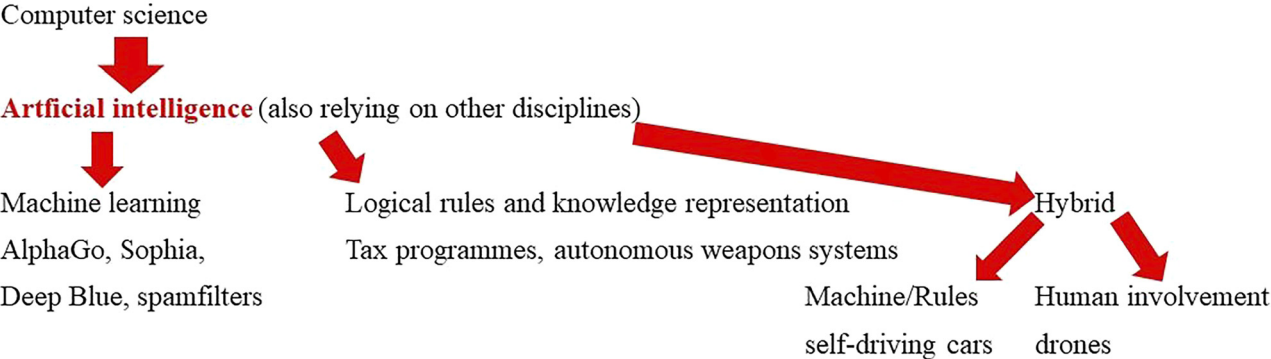 Computer science
Artficial intelligence (also relying on other disciplines)
Machine learning
AlphaGo, Sophia,
Deep Blue, spamfilters
Logical rules and knowledge representation
Tax programmes, autonomous weapons systems
Hybrid
Machine/Rules
self-driving cars
Human involvement
drones